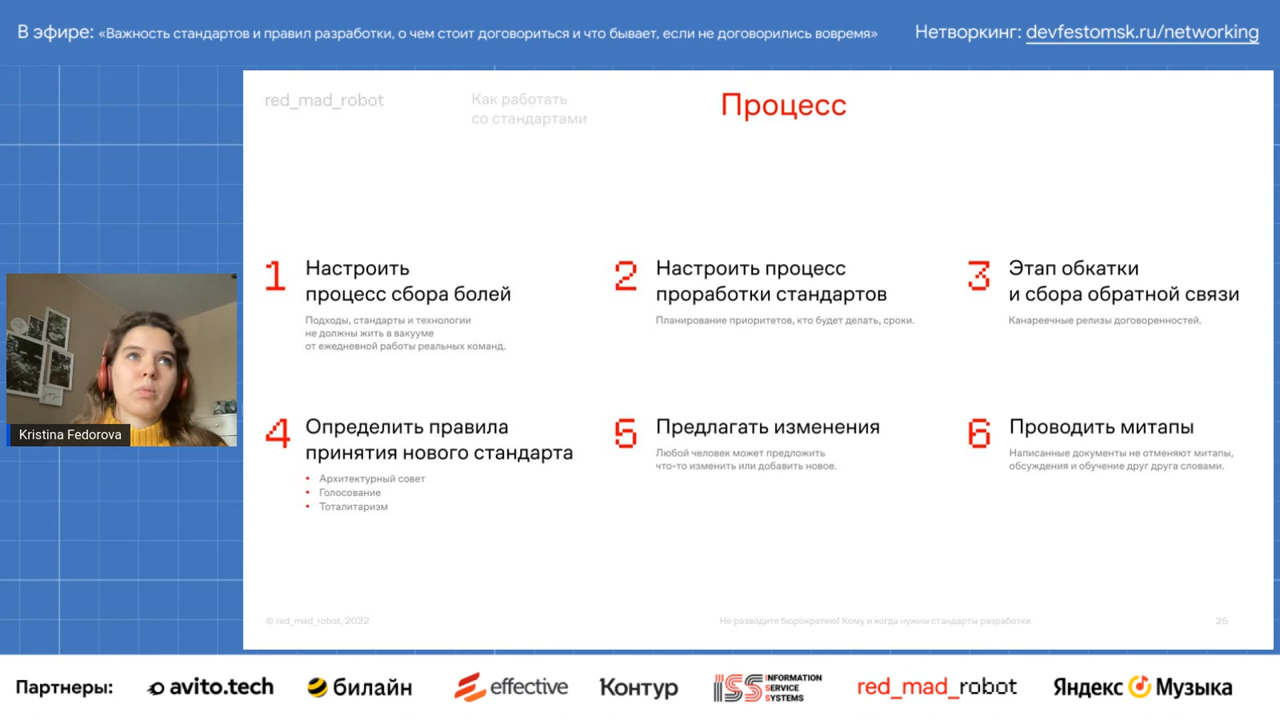 В эфире: «Важность стандартов и правил разработки, о чем стоит договориться и что бывает, если не договорились вовремя»
Нетворкинг: devfestomsk.ru/networking
red_mad_robot
Как работать
со стандартами
Процесс
1
Настроить
процесс сбора болей
Подходы, стандарты и технологии
не должны жить в вакууме
от ежедневной работы реальных команд.
2
Настроить процесс
проработки стандартов
Планирование приоритетов, кто будет делать, сроки.
3
Этап обкатки
и сбора обратной связи
Канареечные релизы договоренностей.
4
Определить правила
принятия нового стандарта
• Архитектурный совет
• Голосование
• Тоталитаризм
5
Предлагать изменения
Любой человек может предложить
что-то изменить или добавить новое.
6
Проводить митапы
Написанные документы не отменяют митапы,
обсуждения и обучение друг друга словами.
Kristina Fedorova
© red_mad_robot, 2022
Не разводите бюрократию! Кому и когда нужны стандарты разработки
25
Партнеры:
avito.tech
билайн
effective
Контур
ISS INFORMATION
SERVICE
SYSTEMS
red_mad_robot
Яндекс Музыка